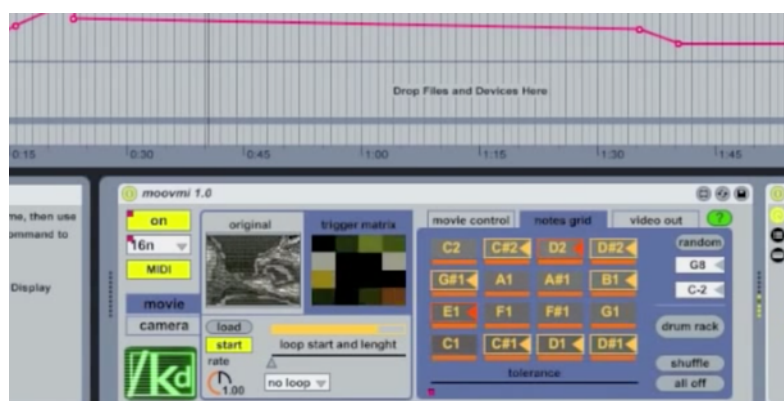 Drop Files and Devices Here
0:15 0:30 0:45 1:00 1:15 1:30 1:45
moovmi 1.0
me, then use
ommand to
Display
on
16n
MIDI
movie
camera
original
trigger matrix
load
start
loop start and lenght
rate
1.00
no loop
movie control
notes grid
video out
?
C2 C#2 D2 D#2
G#1 A1 A#1 B1
E1 F1 F#1 G1
C1 C#1 D1 D#1
tolerance
random
G8
C-2
drum rack
shuffle
all off
/kd